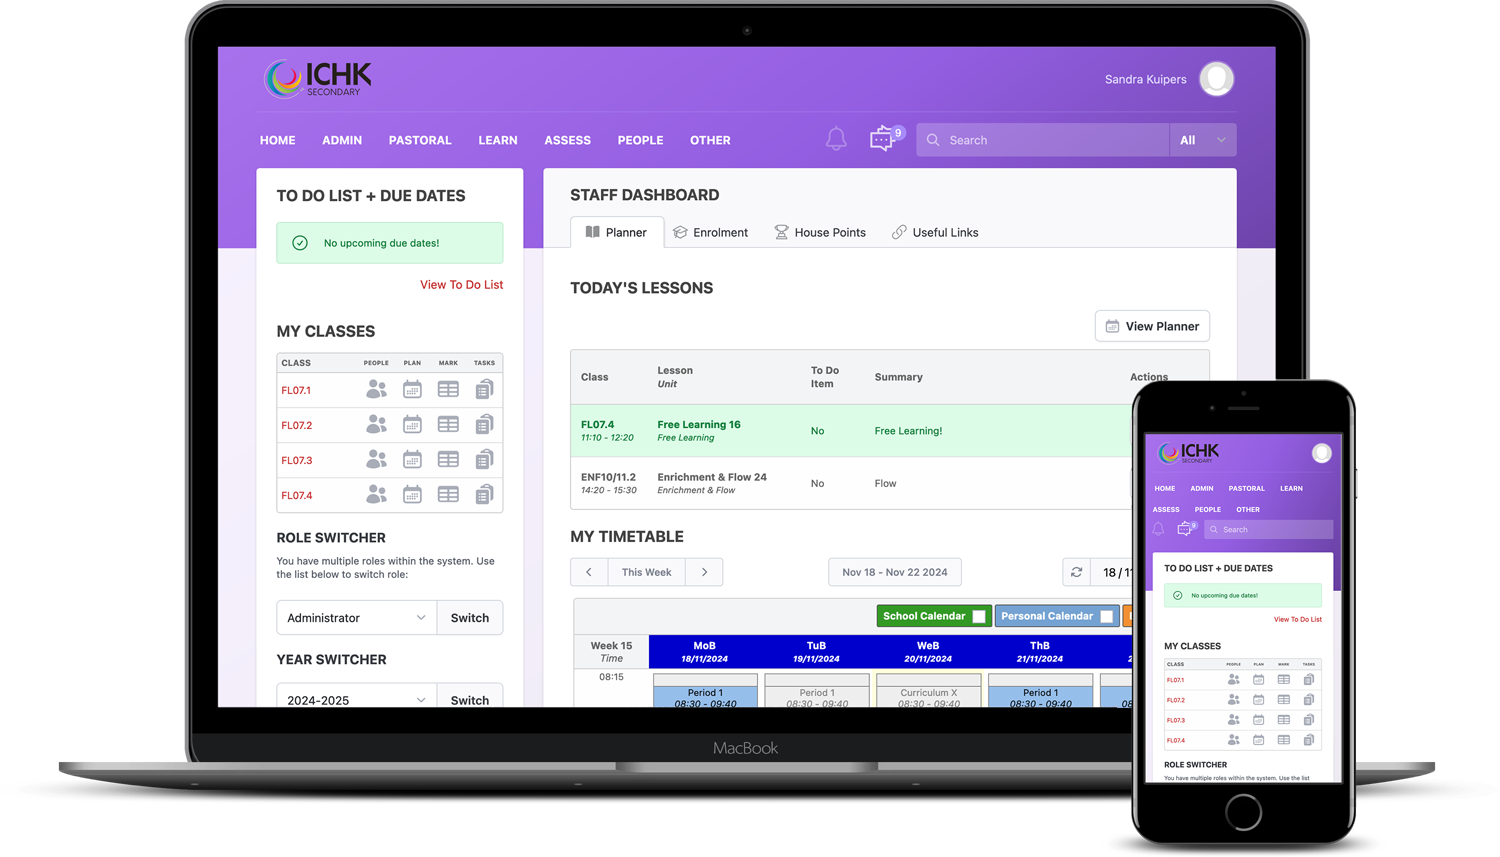 ICHK
SECONDARY
Sandra Kuipers
HOME ADMIN PASTORAL LEARN ASSESS PEOPLE OTHER
9
Search
All
TO DO LIST + DUE DATES
No upcoming due dates!
View To Do List
MY CLASSES
CLASS PEOPLE PLAN MARK TASKS
FL07.1
FL07.2
FL07.3
FL07.4
ROLE SWITCHER
You have multiple roles within the system. Use
the list below to switch role:
Administrator Switch
YEAR SWITCHER
2024-2025 Switch
STAFF DASHBOARD
Planner Enrolment House Points Useful Links
TODAY'S LESSONS
View Planner
Class Lesson To Do Summary Actions
Unit Item
FL07.4 Free Learning 16 No Free Learning!
11:10 - 12:20 Free Learning
ENF10/11.2 Enrichment & Flow 24 No Flow
14:20 - 15:30 Enrichment & Flow
MY TIMETABLE
This Week
Nov 18 - Nov 22 2024
18/11
School Calendar Personal Calendar
Week 15 MoB TuB WeB ThB
Time 18/11/2024 19/11/2024 20/11/2024 21/11/2024 2
08:15
Period 1 Period 1 Curriculum X Period 1
08:30 - 09:40 08:30 - 09:40 08:30 - 09:40 08:30 - 09:40 08
MacBook
ICHK
SECONDARY
HOME ADMIN PASTORAL LEARN
ASSESS PEOPLE OTHER
9
Search
TO DO LIST + DUE DATES
No upcoming due dates!
View To Do List
MY CLASSES
CLASS PEOPLE PLAN MARK TASKS
FL07.1
FL07.2
FL07.3
FL07.4
ROLE SWITCHER
You have multiple roles within the system. Use the list